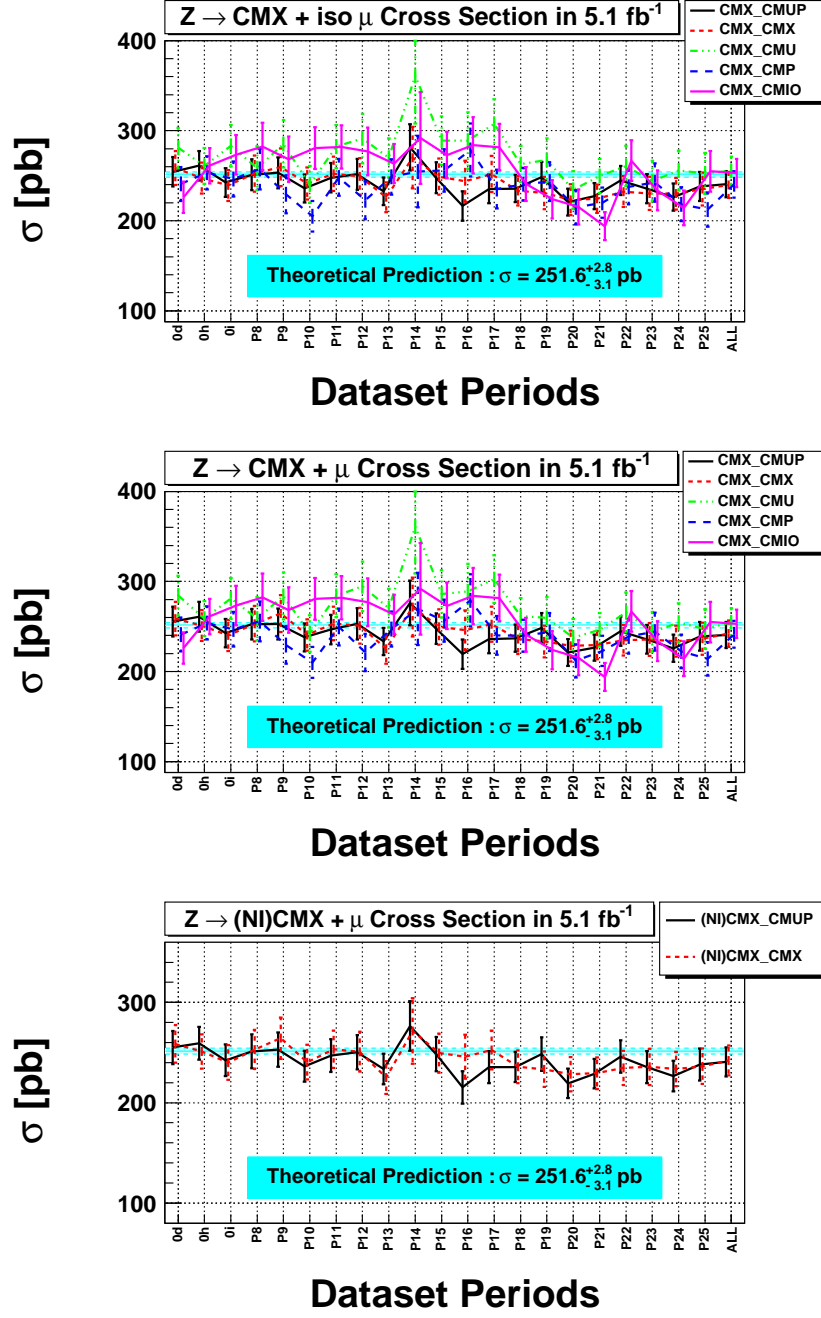 Z → CMX + iso μ Cross Section in 5.1 fb⁻¹
CMX_CMUP
CMX_CMX
CMX_CMU
CMX_CMP
CMX_CMIO
σ [pb]
400
300
200
100
Theoretical Prediction : σ = 251.6 +2.8 - 3.1 pb
0d 0h 0i P8 P9 P10 P11 P12 P13 P14 P15 P16 P17 P18 P19 P20 P21 P22 P23 P24 P25 ALL
Dataset Periods
Z → CMX + μ Cross Section in 5.1 fb⁻¹
CMX_CMUP
CMX_CMX
CMX_CMU
CMX_CMP
CMX_CMIO
σ [pb]
400
300
200
100
Theoretical Prediction : σ = 251.6 +2.8 - 3.1 pb
0d 0h 0i P8 P9 P10 P11 P12 P13 P14 P15 P16 P17 P18 P19 P20 P21 P22 P23 P24 P25 ALL
Dataset Periods
Z → (NI)CMX + μ Cross Section in 5.1 fb⁻¹
(NI)CMX_CMUP
(NI)CMX_CMX
σ [pb]
300
200
100
Theoretical Prediction : σ = 251.6 +2.8 - 3.1 pb
0d 0h 0i P8 P9 P10 P11 P12 P13 P14 P15 P16 P17 P18 P19 P20 P21 P22 P23 P24 P25 ALL
Dataset Periods